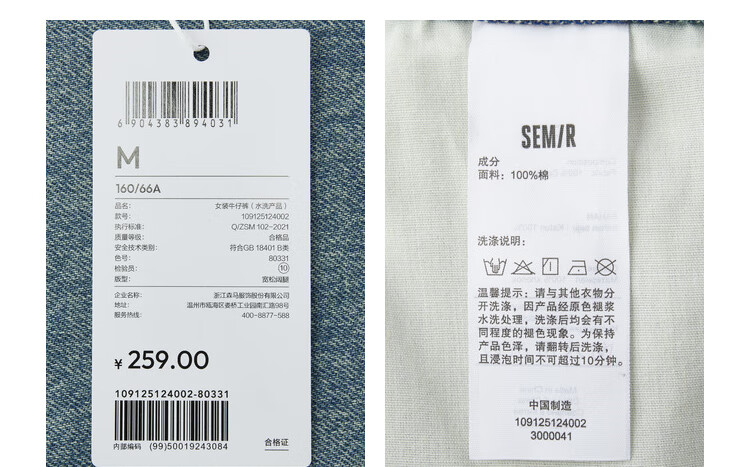 6 904383 894031
M
160/66A
品名: 女装牛仔裤(水洗产品)
款号: 109125124002
执行标准: Q/ZSM 102-2021
质量等级: 合格品
安全技术类别: 符合GB 18401 B类
色号: 80331
检验员: ⑩
版型: 宽松阔腿
企业名称: 浙江森马服饰股份有限公司
地址: 温州市瓯海区娄桥工业园南汇路98号
服务热线: 400-8877-588
¥ 259.00
109125124002-80331
内部编码 (99)50019243084
合格证
SEM/R
成分
面料: 100%棉
洗涤说明:
温馨提示: 请与其他衣物分
开洗涤, 因产品经原色褪浆
水洗处理, 洗涤后均会有不
同程度的褪色现象。为保持
产品色泽, 请翻转后洗涤,
且浸泡时间不可超过10分钟。
中国制造
109125124002
3000041